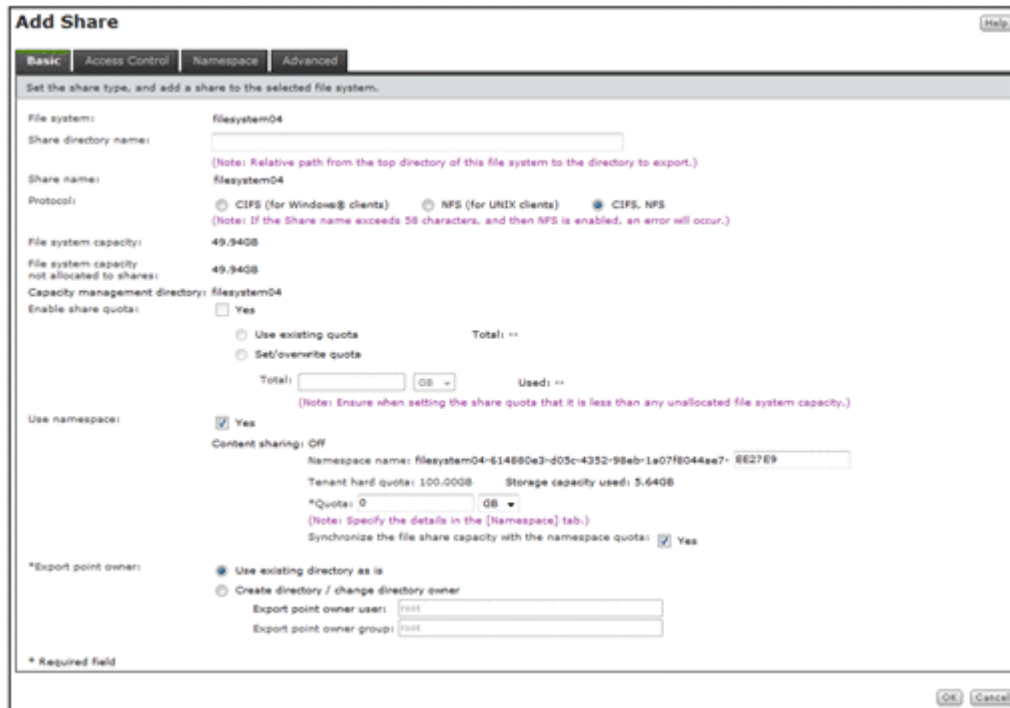 Add Share
Help
Basic Access Control Namespace Advanced
Set the share type, and add a share to the selected file system.
File system: filesystem04
Share directory name:
(Note: Relative path from the top directory of this file system to the directory to export.)
Share name: filesystem04
Protocol: CIFS (for Windows® clients) NFS (for UNIX clients) CIFS, NFS
(Note: If the Share name exceeds 58 characters, and then NFS is enabled, an error will occur.)
File system capacity: 49.94GB
File system capacity
not allocated to shares: 49.94GB
Capacity management directory: filesystem04
Enable share quota: Yes
Use existing quota Total: --
Set/overwrite quota
Total: GB Used: --
(Note: Ensure when setting the share quota that it is less than any unallocated file system capacity.)
Use namespace: Yes
Content sharing: Off
Namespace name: filesystem04-614880e3-d05c-4352-98eb-1a07f8044ae7- EE27E9
Tenant hard quota: 100.00GB Storage capacity used: 5.64GB
*Quota: 0 GB
(Note: Specify the details in the [Namespace] tab.)
Synchronize the file share capacity with the namespace quota: Yes
*Export point owner: Use existing directory as is
Create directory / change directory owner
Export point owner user: root
Export point owner group: root
* Required field
OK Cancel